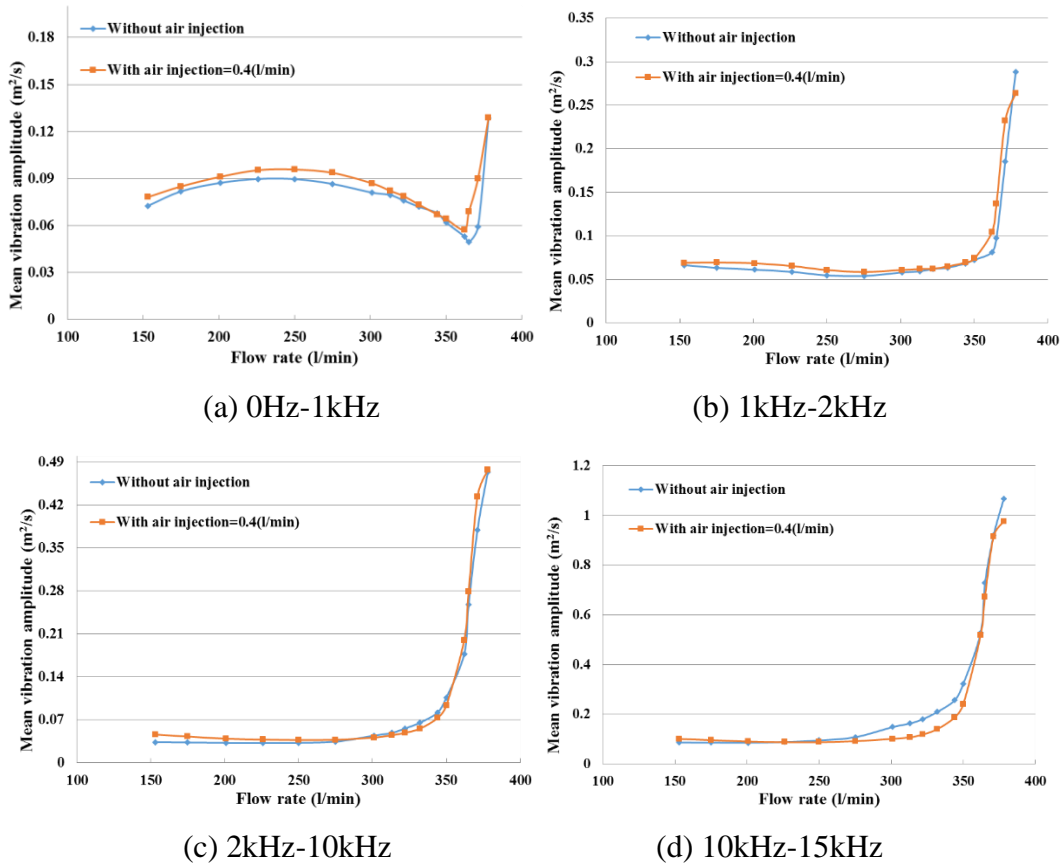 Mean vibration amplitude (m²/s)
0.18
0.15
0.12
0.09
0.06
0.03
0
Without air injection
With air injection=0.4(l/min)
100 150 200 250 300 350 400
Flow rate (l/min)
(a) 0Hz-1kHz
Mean vibration amplitude (m²/s)
0.35
0.3
0.25
0.2
0.15
0.1
0.05
0
Without air injection
With air injection=0.4(l/min)
100 150 200 250 300 350 400
Flow rate (l/min)
(b) 1kHz-2kHz
Mean vibration amplitude (m²/s)
0.49
0.42
0.35
0.28
0.21
0.14
0.07
0
Without air injection
With air injection=0.4(l/min)
100 150 200 250 300 350 400
Flow rate (l/min)
(c) 2kHz-10kHz
Mean vibration amplitude (m²/s)
1.2
1
0.8
0.6
0.4
0.2
0
Without air injection
With air injection=0.4(l/min)
100 150 200 250 300 350 400
Flow rate (l/min)
(d) 10kHz-15kHz